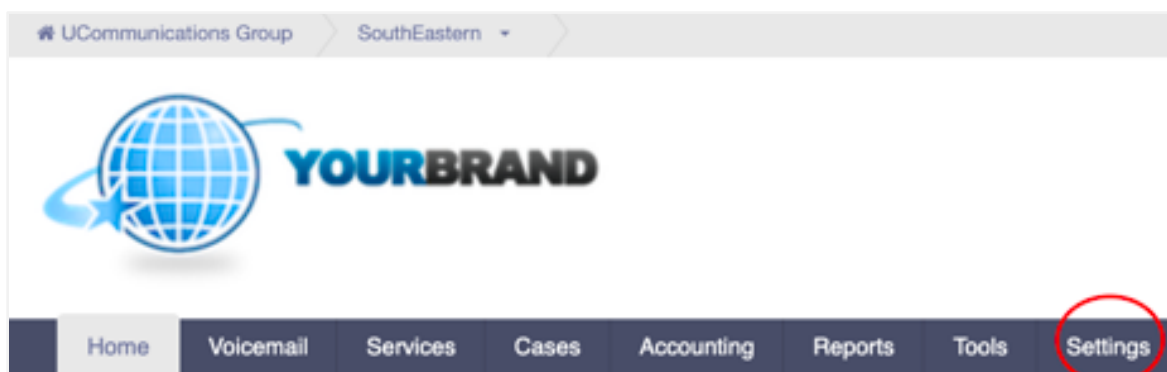 UCommunications Group SouthEastern
YOURBRAND
Home Voicemail Services Cases Accounting Reports Tools Settings